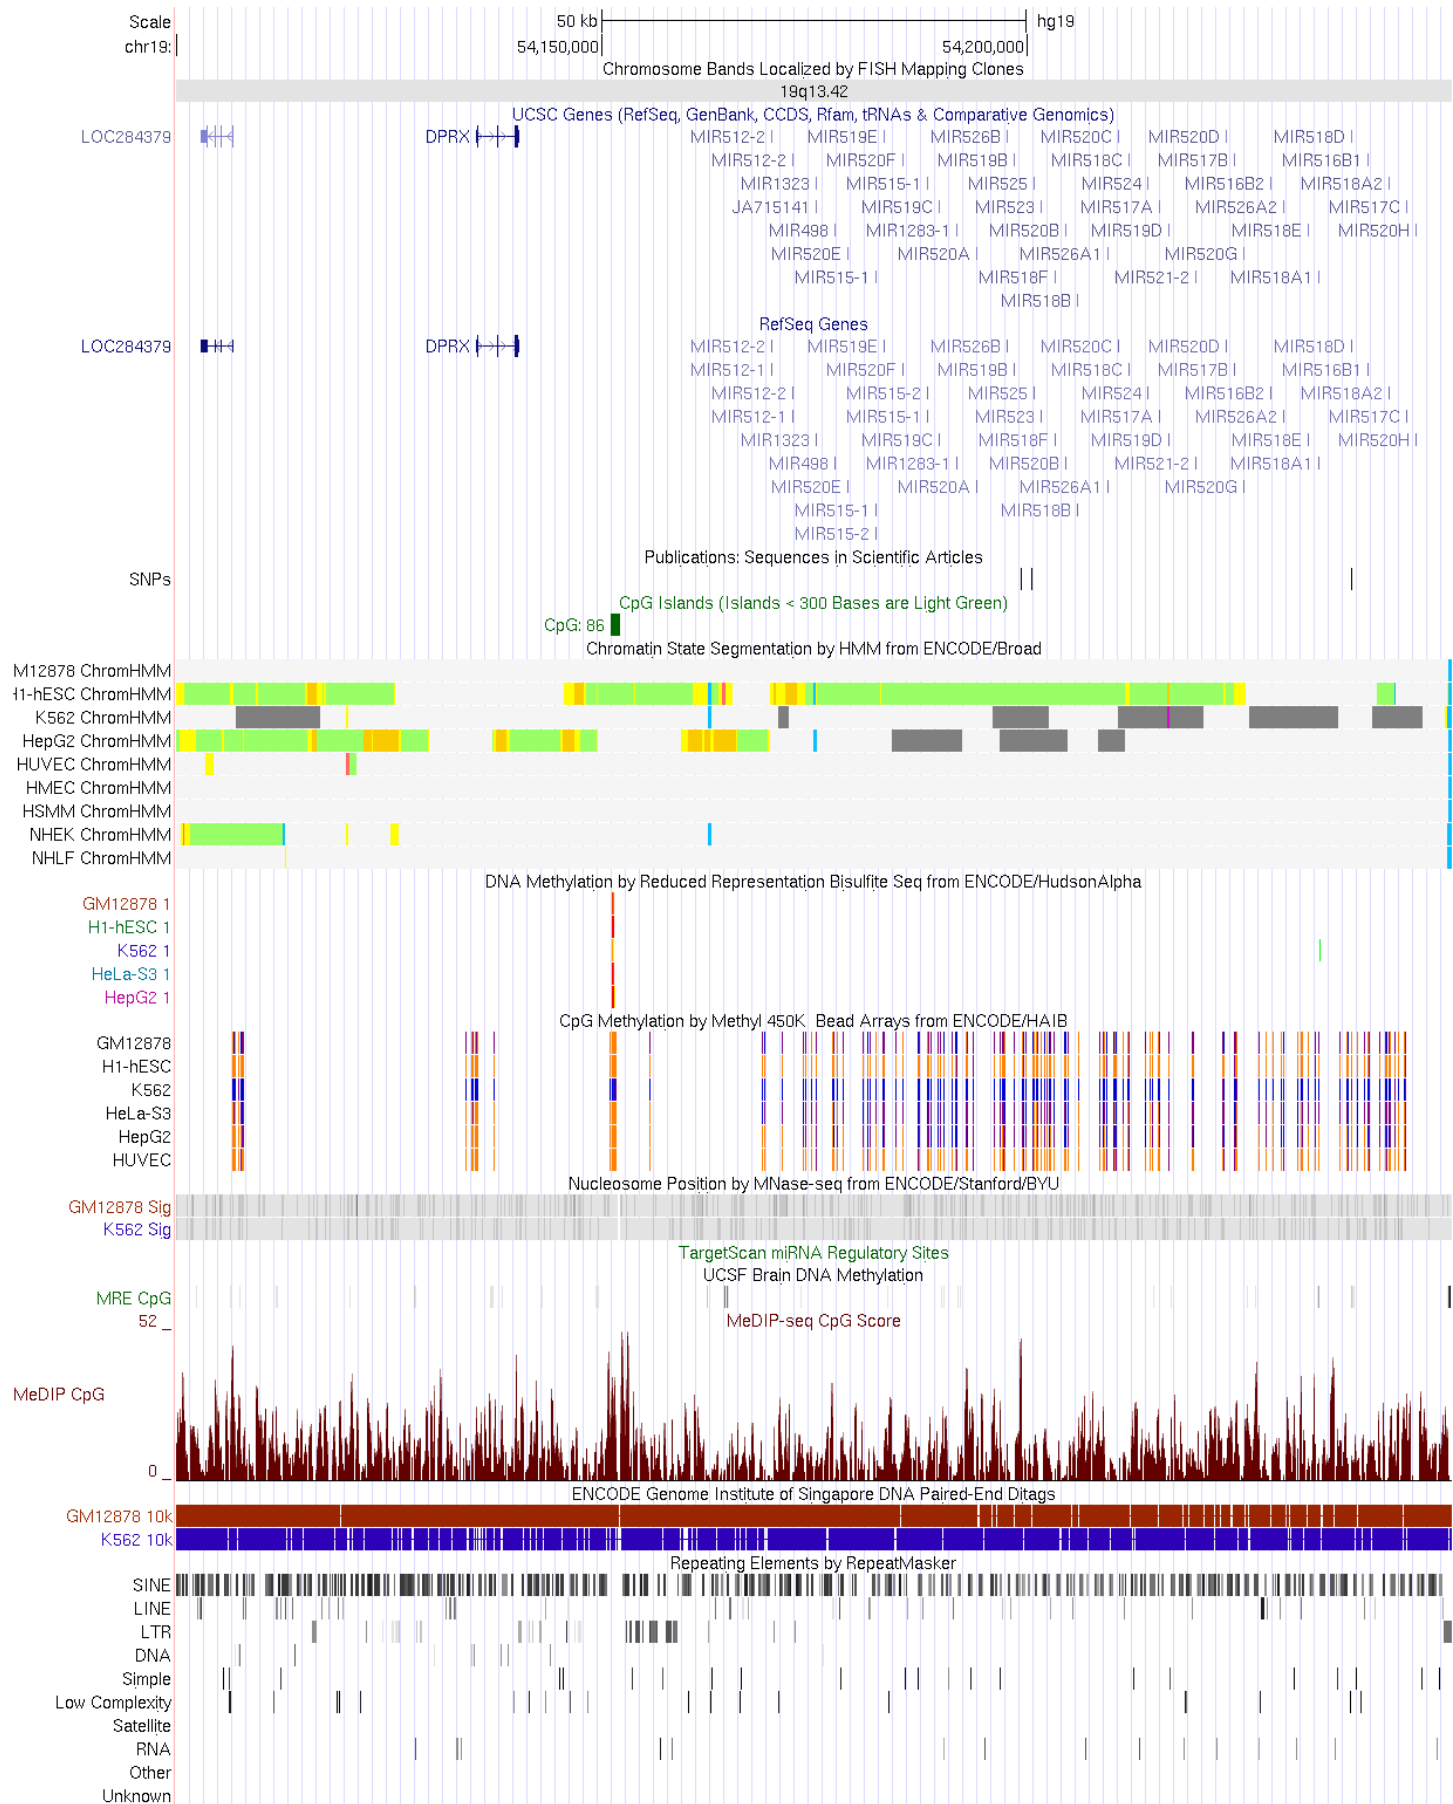 Scale 50 kb hg19
chr19: 54,150,000 54,200,000
Chromosome Bands Localized by FISH Mapping Clones
19q13.42
UCSC Genes (RefSeq, GenBank, CCDS, Rfam, tRNAs & Comparative Genomics)
LOC284379 DPRX MIR512-2 MIR519E MIR526B MIR520C MIR520D MIR518D
MIR512-2 MIR520F MIR519B MIR518C MIR517B MIR516B1
MIR1323 MIR515-1 MIR525 MIR524 MIR516B2 MIR518A2
JA715141 MIR519C MIR523 MIR517A MIR526A2 MIR517C
MIR498 MIR1283-1 MIR520B MIR519D MIR518E MIR520H
MIR520E MIR520A MIR526A1 MIR520G
MIR515-1 MIR518F MIR521-2 MIR518A1
MIR518B
RefSeq Genes
LOC284379 DPRX MIR512-2 MIR519E MIR526B MIR520C MIR520D MIR518D
MIR512-1 MIR520F MIR519B MIR518C MIR517B MIR516B1
MIR512-2 MIR515-2 MIR525 MIR524 MIR516B2 MIR518A2
MIR512-1 MIR515-1 MIR523 MIR517A MIR526A2 MIR517C
MIR1323 MIR519C MIR518F MIR519D MIR518E MIR520H
MIR498 MIR1283-1 MIR520B MIR521-2 MIR518A1
MIR520E MIR520A MIR526A1 MIR520G
MIR515-1 MIR518B
MIR515-2
Publications: Sequences in Scientific Articles
SNPs
CpG Islands (Islands < 300 Bases are Light Green)
CpG: 86
Chromatin State Segmentation by HMM from ENCODE/Broad
M12878 ChromHMM
1-hESC ChromHMM
K562 ChromHMM
HepG2 ChromHMM
HUVEC ChromHMM
HMEC ChromHMM
HSMM ChromHMM
NHEK ChromHMM
NHLF ChromHMM
DNA Methylation by Reduced Representation Bisulfite Seq from ENCODE/HudsonAlpha
GM12878 1
H1-hESC 1
K562 1
HeLa-S3 1
HepG2 1
CpG Methylation by Methyl 450K Bead Arrays from ENCODE/HAIB
GM12878
H1-hESC
K562
HeLa-S3
HepG2
HUVEC
Nucleosome Position by MNase-seq from ENCODE/Stanford/BYU
GM12878 Sig
K562 Sig
TargetScan miRNA Regulatory Sites
UCSF Brain DNA Methylation
MRE CpG
52 _ MeDIP-seq CpG Score
MeDIP CpG
0 _
ENCODE Genome Institute of Singapore DNA Paired-End Ditags
GM12878 10k
K562 10k
Repeating Elements by RepeatMasker
SINE
LINE
LTR
DNA
Simple
Low Complexity
Satellite
RNA
Other
Unknown